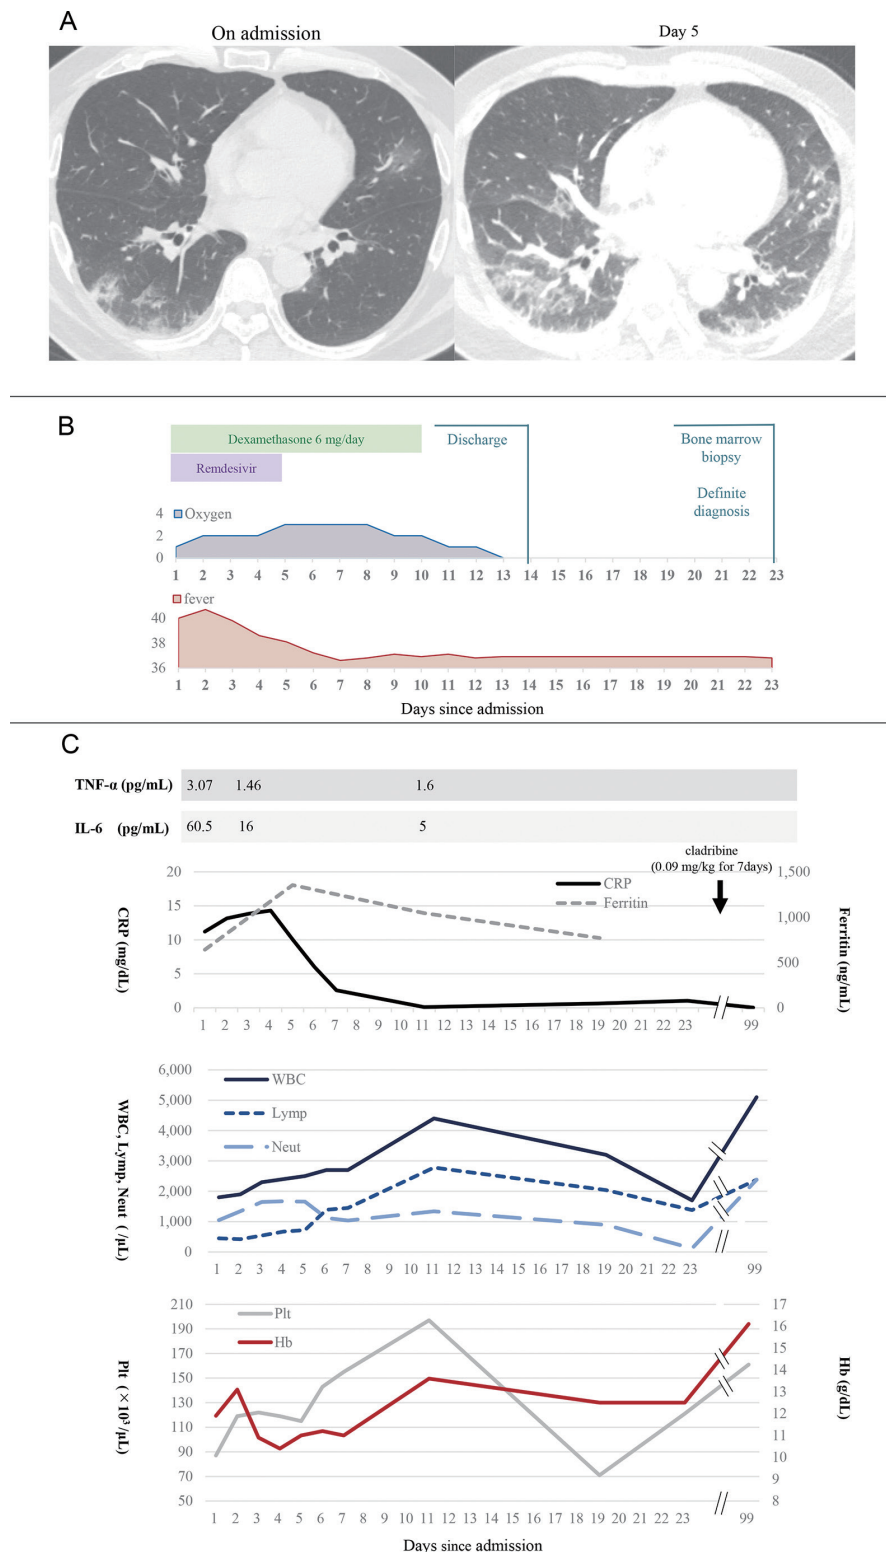 A
On admission
Day 5
B
Dexamethasone 6 mg/day
Remdesivir
Discharge
Bone marrow
biopsy
Definite
diagnosis
Oxygen
4
2
0
1 2 3 4 5 6 7 8 9 10 11 12 13 14 15 16 17 18 19 20 21 22 23
fever
40
38
36
1 2 3 4 5 6 7 8 9 10 11 12 13 14 15 16 17 18 19 20 21 22 23
Days since admission
C
TNF-α (pg/mL) 3.07 1.46 1.6
IL-6 (pg/mL) 60.5 16 5
cladribine
(0.09 mg/kg for 7days)
CRP
Ferritin
CRP (mg/dL)
20
15
10
5
0
1,500
1,000
500
0
Ferritin (ng/mL)
1 2 3 4 5 6 7 8 9 10 11 12 13 14 15 16 17 18 19 20 21 22 23 99
WBC
Lymp
Neut
WBC, Lymp, Neut (/μL)
6,000
5,000
4,000
3,000
2,000
1,000
0
1 2 3 4 5 6 7 8 9 10 11 12 13 14 15 16 17 18 19 20 21 22 23 99
Plt
Hb
Plt (×10³/μL)
210
190
170
150
130
110
90
70
50
17
16
15
14
13
12
11
10
9
8
Hb (g/dL)
1 2 3 4 5 6 7 8 9 10 11 12 13 14 15 16 17 18 19 20 21 22 23 99
Days since admission